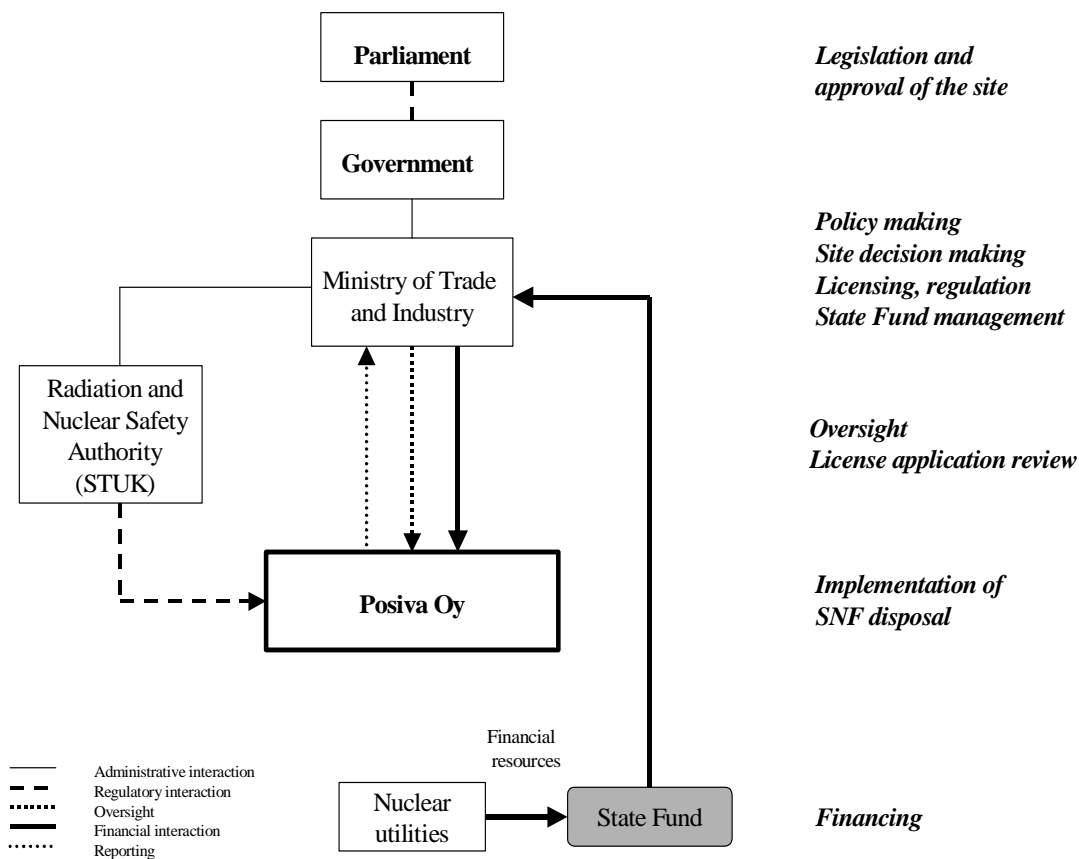 Parliament
Legislation and
approval of the site
Government
Policy making
Site decision making
Licensing, regulation
State Fund management
Ministry of Trade
and Industry
Radiation and
Nuclear Safety
Authority
(STUK)
Oversight
License application review
Posiva Oy
Implementation of
SNF disposal
Financial
resources
Nuclear
utilities
State Fund
Financing
Administrative interaction
Regulatory interaction
Oversight
Financial interaction
Reporting